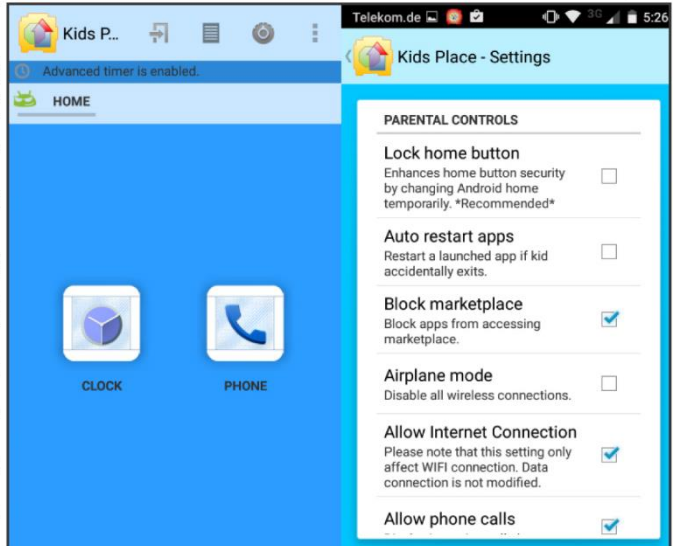 Kids P...
Advanced timer is enabled.
HOME
CLOCK
PHONE
Telekom.de
3G
5:26
Kids Place - Settings
PARENTAL CONTROLS
Lock home button
Enhances home button security
by changing Android home
temporarily. *Recommended*
Auto restart apps
Restart a launched app if kid
accidentally exits.
Block marketplace
Block apps from accessing
marketplace.
Airplane mode
Disable all wireless connections.
Allow Internet Connection
Please note that this setting only
affect WIFI connection. Data
connection is not modified.
Allow phone calls